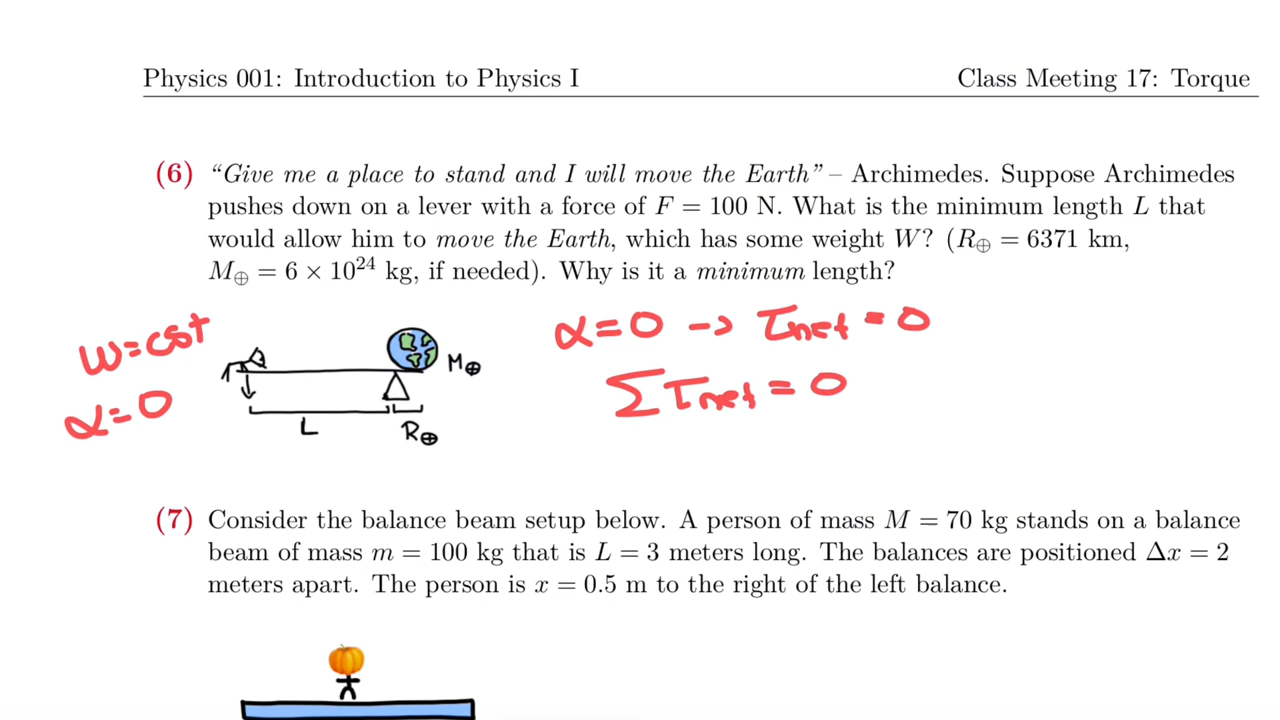 Physics 001: Introduction to Physics I Class Meeting 17: Torque
(6) “Give me a place to stand and I will move the Earth” – Archimedes. Suppose Archimedes
pushes down on a lever with a force of F = 100 N. What is the minimum length L that
would allow him to move the Earth, which has some weight W? (R⊕ = 6371 km,
M⊕ = 6 × 10²⁴ kg, if needed). Why is it a minimum length?
ω=cst
α=0
α=0 -> τnet = 0
∑τnet = 0
M⊕
L
R⊕
(7) Consider the balance beam setup below. A person of mass M = 70 kg stands on a balance
beam of mass m = 100 kg that is L = 3 meters long. The balances are positioned Δx = 2
meters apart. The person is x = 0.5 m to the right of the left balance.